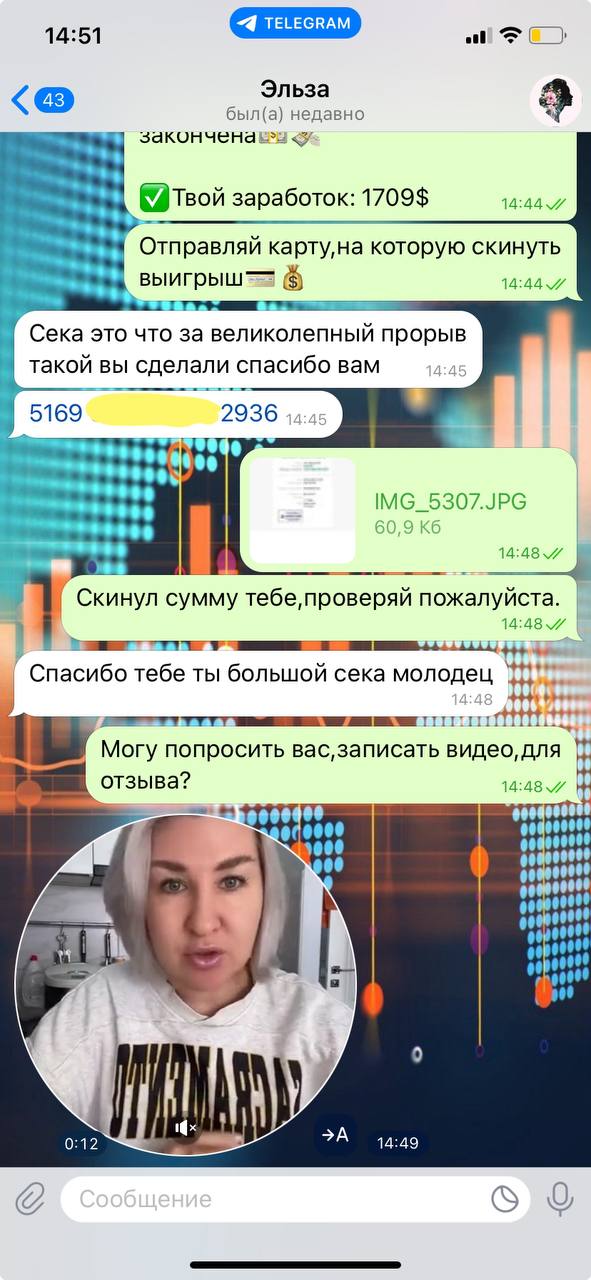 14:51
TELEGRAM
43
Эльза
был(а) недавно
закончена
Твой заработок: 1709$
14:44
Отправляй карту,на которую скинуть
выигрыш
14:44
Сека это что за великолепный прорыв
такой вы сделали спасибо вам
14:45
5169 2936
14:45
IMG_5307.JPG
60,9 Кб
14:48
Скинул сумму тебе,проверяй пожалуйста.
14:48
Спасибо тебе ты большой сека молодец
14:48
Могу попросить вас,записать видео,для
отзыва?
14:48
0:12
→A
14:49
Сообщение